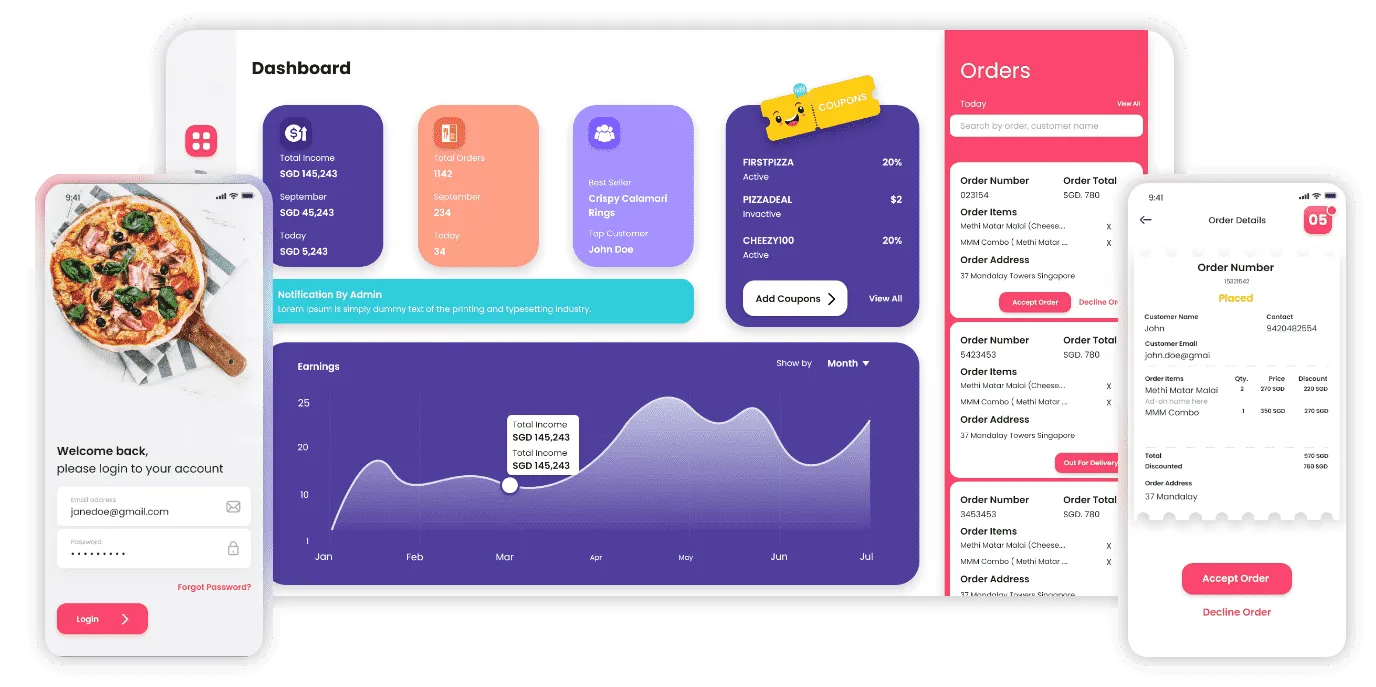 Dashboard
Total Income
SGD 145,243
September
SGD 45,243
Today
SGD 5,243
Total Orders
1142
September
234
Today
34
Best Seller
Crispy Calamari
Rings
Top Customer
John Doe
COUPONS
FIRSTPIZZA 20%
Active
PIZZADEAL $2
Invactive
CHEEZY100 20%
Active
Add Coupons
View All
Notification By Admin
Lorem Ipsum is simply dummy text of the printing and typesetting industry.
Earnings
Show by Month
25
20
10
1
Total Income
SGD 145,243
Total Income
SGD 145,243
Jan Feb Mar Apr May Jun Jul
Orders
Today View All
Search by order, customer name
Order Number Order Total
023154 SGD. 780
Order Items
Methi Matar Malai (Cheese... X
MMM Combo ( Methi Matar ... X
Order Address
37 Mandalay Towers Singapore
Accept Order Decline Or
Order Number Order Total
5423453 SGD. 780
Order Items
Methi Matar Malai (Cheese... X
MMM Combo ( Methi Matar ... X
Order Address
37 Mandalay Towers Singapore
Out For Delivery
Order Number Order Total
3453453 SGD. 780
Order Items
Methi Matar Malai (Cheese... X
MMM Combo ( Methi Matar ... X
Order Address
37 Mandalay Towers Singapore
9:41
Welcome back,
please login to your account
Email address
janedoe@gmail.com
Password
Forgot Password?
Login
9:41
Order Details
05
Order Number
15321542
Placed
Customer Name Contact
John 9420482554
Customer Email
john.doe@gmai
Order Items Qty. Price Discount
Methi Matar Malai 2 270 SGD 220 SGD
Ad-on name here
MMM Combo 1 350 SGD 270 SGD
Total 970 SGD
Discounted 760 SGD
Order Address
37 Mandalay
Accept Order
Decline Order